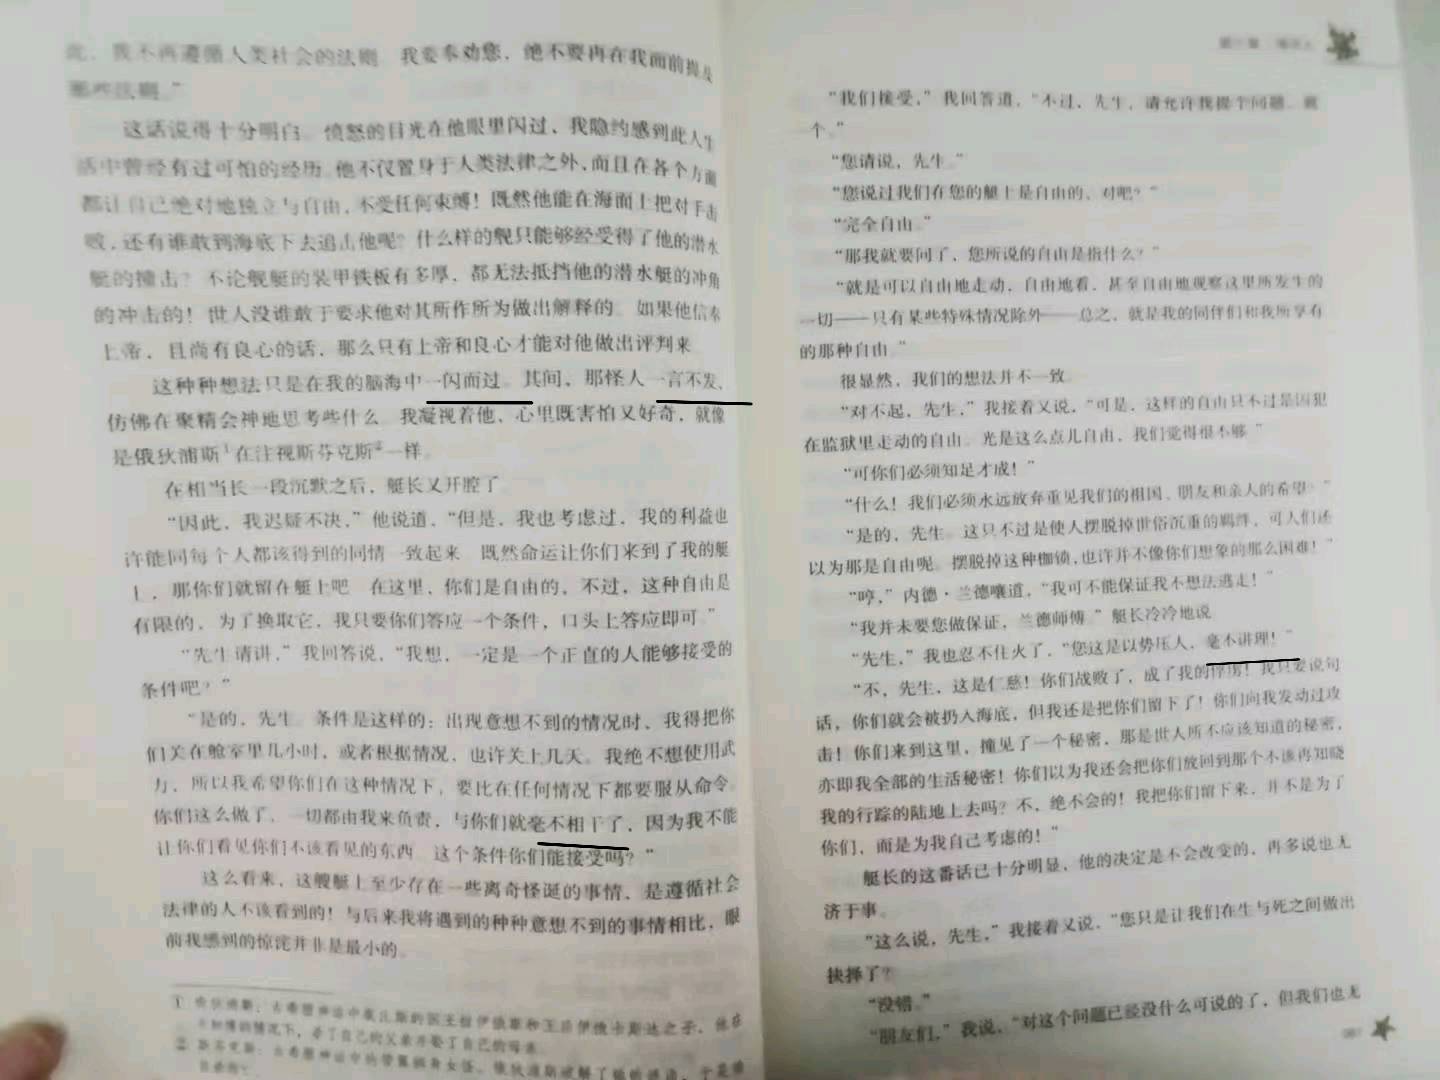 此，我不再遵循人类社会的法则 我要奉劝您，绝不要再在我面前提及
那些法则。”
这话说得十分明白。愤怒的目光在他眼里闪过，我隐约感到此人生
活中曾经有过可怕的经历。他不仅置身于人类法律之外，而且在各个方面
都让自己绝对地独立与自由，不受任何束缚！既然他能在海面上把对手击
败，还有谁敢到海底下去追击他呢？什么样的舰只能够经受得了他的潜水
艇的撞击？不论舰艇的装甲铁板有多厚，都无法抵挡他的潜水艇的冲角
的冲击的！世人没谁敢于要求他对其所作所为做出解释的。如果他信奉
上帝，且尚有良心的话，那么只有上帝和良心才能对他做出评判来
这种种想法只是在我的脑海中一闪而过。其间，那怪人一言不发，
仿佛在聚精会神地思考些什么。我凝视着他，心里既害怕又好奇，就像
是俄狄浦斯①在注视斯芬克斯②一样。
在相当长一段沉默之后，艇长又开腔了
“因此，我迟疑不决，”他说道，“但是，我也考虑过，我的利益也
许能同每个人都该得到的同情一致起来 既然命运让你们来到了我的艇
上，那你们就留在艇上吧 在这里，你们是自由的，不过，这种自由是
有限的，为了换取它，我只要你们答应一个条件，口头上答应即可。”
“先生请讲，”我回答说，“我想，一定是一个正直的人能够接受的
条件吧？”
“是的，先生。条件是这样的：出现意想不到的情况时，我得把你
们关在舱室里几小时，或者根据情况，也许关上几天。我绝不想使用武
力，所以我希望你们在这种情况下，要比在任何情况下都要服从命令。
你们这么做了，一切都由我来负责，与你们就毫不相干了，因为我不能
让你们看见你们不该看见的东西 这个条件你们能接受吗？”
这么看来，这艘艇上至少存在一些离奇怪诞的事情，是遵循社会
法律的人不该看到的！与后来我将遇到的种种意想不到的事情相比，眼
前我感到的惊诧并非是最小的。
“我们接受，”我回答道，“不过，先生，请允许我提个问题，就
一个。”
“您请说，先生。”
“您说过我们在您的艇上是自由的，对吧？”
“完全自由。”
“那我就要问了，您所说的自由是指什么？”
“就是可以自由地走动，自由地看，甚至自由地观察这里所发生的
一切——只有某些特殊情况除外——总之，就是我的同伴们和我所享有
的那种自由。”
很显然，我们的想法并不一致。
“对不起，先生，”我接着又说，“可是，这样的自由只不过是囚犯
在监狱里走动的自由。光是这么点儿自由，我们觉得很不够。”
“可你们必须知足才成！”
“什么！我们必须永远放弃重见我们的祖国、朋友和亲人的希望？”
“是的，先生。这只不过是使人摆脱掉世俗沉重的羁绊，可人们还
以为那是自由呢。摆脱掉这种枷锁，也许并不像你们想象的那么困难！”
“哼，”内德·兰德嚷道，“我可不能保证我不想法逃走！”
“我并未要您做保证，兰德师傅。”艇长冷冷地说
“先生，”我也忍不住火了，“您这是以势压人，毫不讲理！”
“不，先生，这是仁慈！你们战败了，成了我的俘虏！我只要说句
话，你们就会被扔入海底，但我还是把你们留下了！你们向我发动过攻
击！你们来到这里，撞见了一个秘密，那是世人所不应该知道的秘密，
亦即我全部的生活秘密！你们以为我还会把你们放回到那个不该再知晓
我的行踪的陆地上去吗？不，绝不会的！我把你们留下来，并不是为了
你们，而是为我自己考虑的！”
艇长的这番话已十分明显，他的决定是不会改变的，再多说也无
济于事。
“这么说，先生，”我接着又说，“您只是让我们在生与死之间做出
抉择了？
“没错。”
“朋友们，”我说，“对这个问题已经没什么可说的了，但我们也无